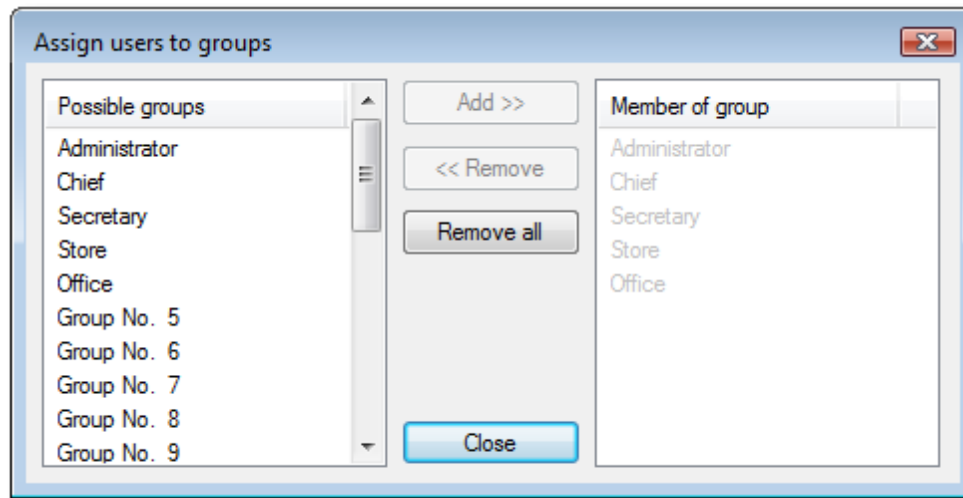 Assign users to groups
Possible groups
Administrator
Chief
Secretary
Store
Office
Group No. 5
Group No. 6
Group No. 7
Group No. 8
Group No. 9
Add >>
<< Remove
Remove all
Close
Member of group
Administrator
Chief
Secretary
Store
Office